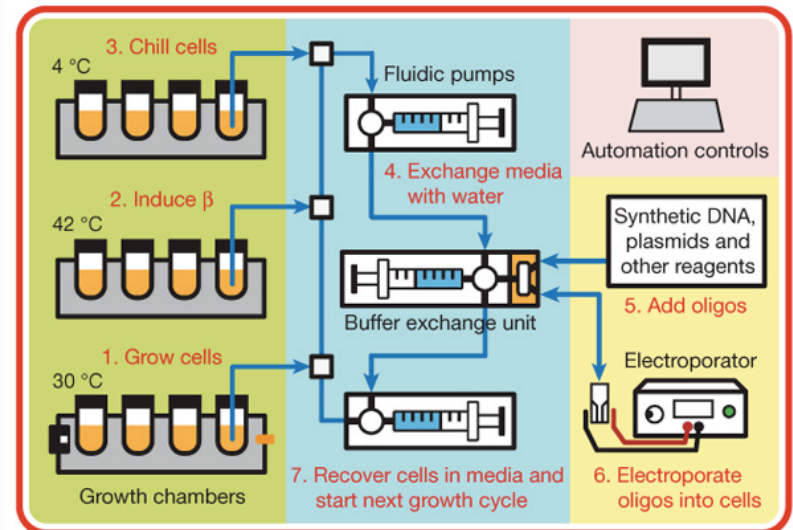 3. Chill cells
4 °C
2. Induce β
42 °C
1. Grow cells
30 °C
Growth chambers
Fluidic pumps
4. Exchange media
with water
Buffer exchange unit
7. Recover cells in media and
start next growth cycle
Automation controls
Synthetic DNA,
plasmids and
other reagents
5. Add oligos
Electroporator
6. Electroporate
oligos into cells